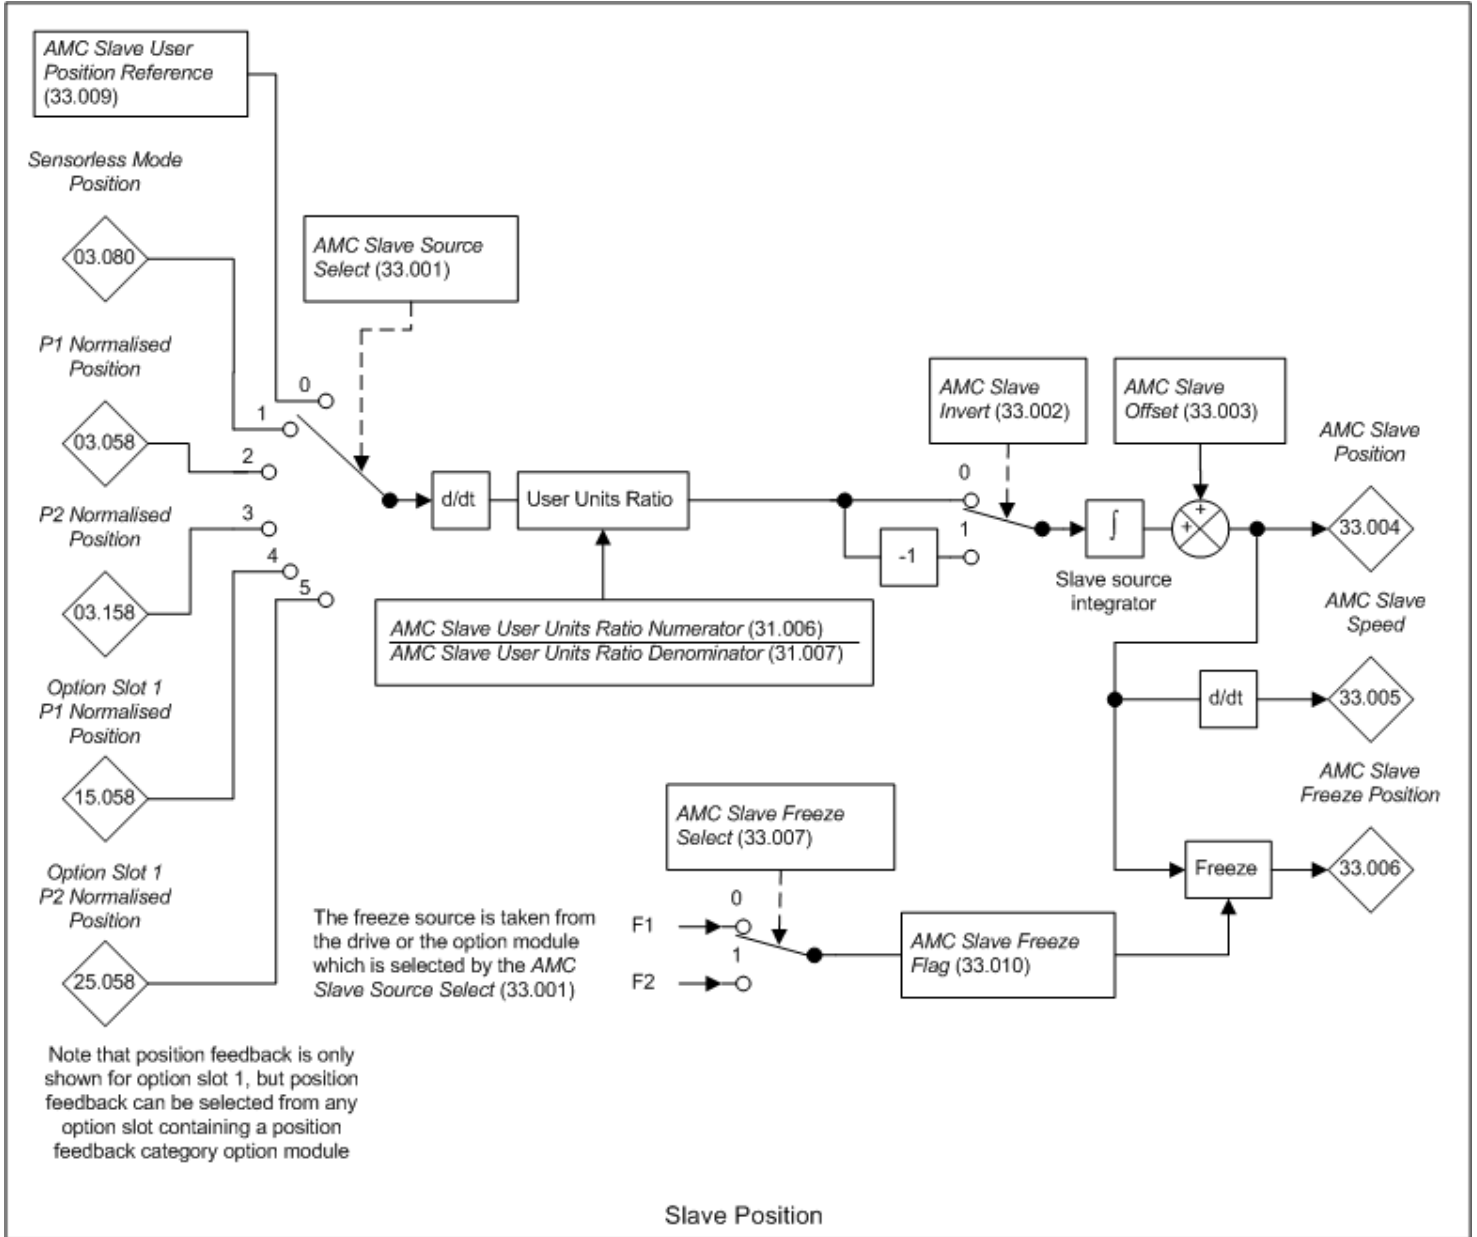 AMC Slave User
Position Reference
(33.009)
Sensorless Mode
Position
03.080
AMC Slave Source
Select (33.001)
P1 Normalised
Position
03.058
0
1
2
3
4
5
P2 Normalised
Position
03.158
d/dt
User Units Ratio
AMC Slave User Units Ratio Numerator (31.006)
AMC Slave User Units Ratio Denominator (31.007)
AMC Slave
Invert (33.002)
0
1
-1
∫
Slave source
integrator
AMC Slave
Offset (33.003)
+
+
AMC Slave
Position
33.004
AMC Slave
Speed
d/dt
33.005
AMC Slave
Freeze Position
Freeze
33.006
Option Slot 1
P1 Normalised
Position
15.058
Option Slot 1
P2 Normalised
Position
25.058
Note that position feedback is only
shown for option slot 1, but position
feedback can be selected from any
option slot containing a position
feedback category option module
The freeze source is taken from
the drive or the option module
which is selected by the AMC
Slave Source Select (33.001)
AMC Slave Freeze
Select (33.007)
F1
0
1
F2
AMC Slave Freeze
Flag (33.010)
Slave Position